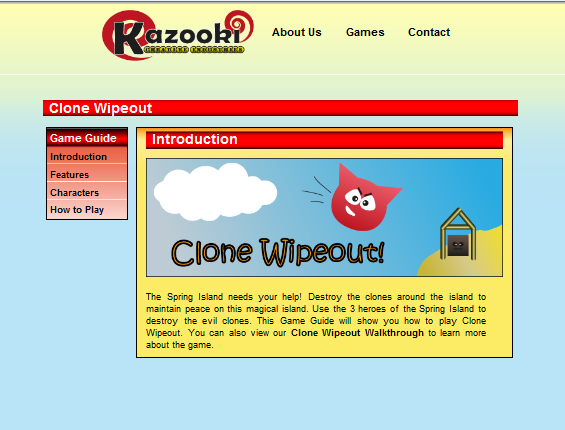 Kazooki
About Us Games Contact
Clone Wipeout
Game Guide
Introduction
Features
Characters
How to Play
Introduction
Clone Wipeout!
The Spring Island needs your help! Destroy the clones around the island to
maintain peace on this magical island. Use the 3 heroes of the Spring Island to
destroy the evil clones. This Game Guide will show you how to play Clone
Wipeout. You can also view our Clone Wipeout Walkthrough to learn more
about the game.